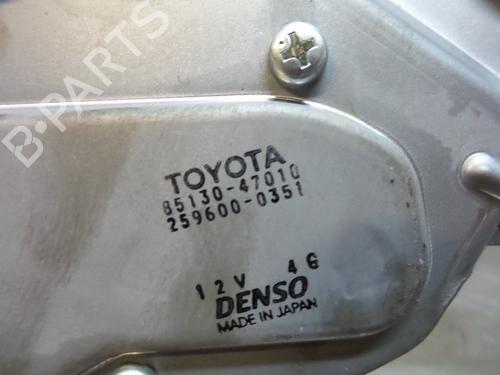 B-PARTS
TOYOTA
85130-47010
259600-0351
12V 4G
DENSO
MADE IN JAPAN